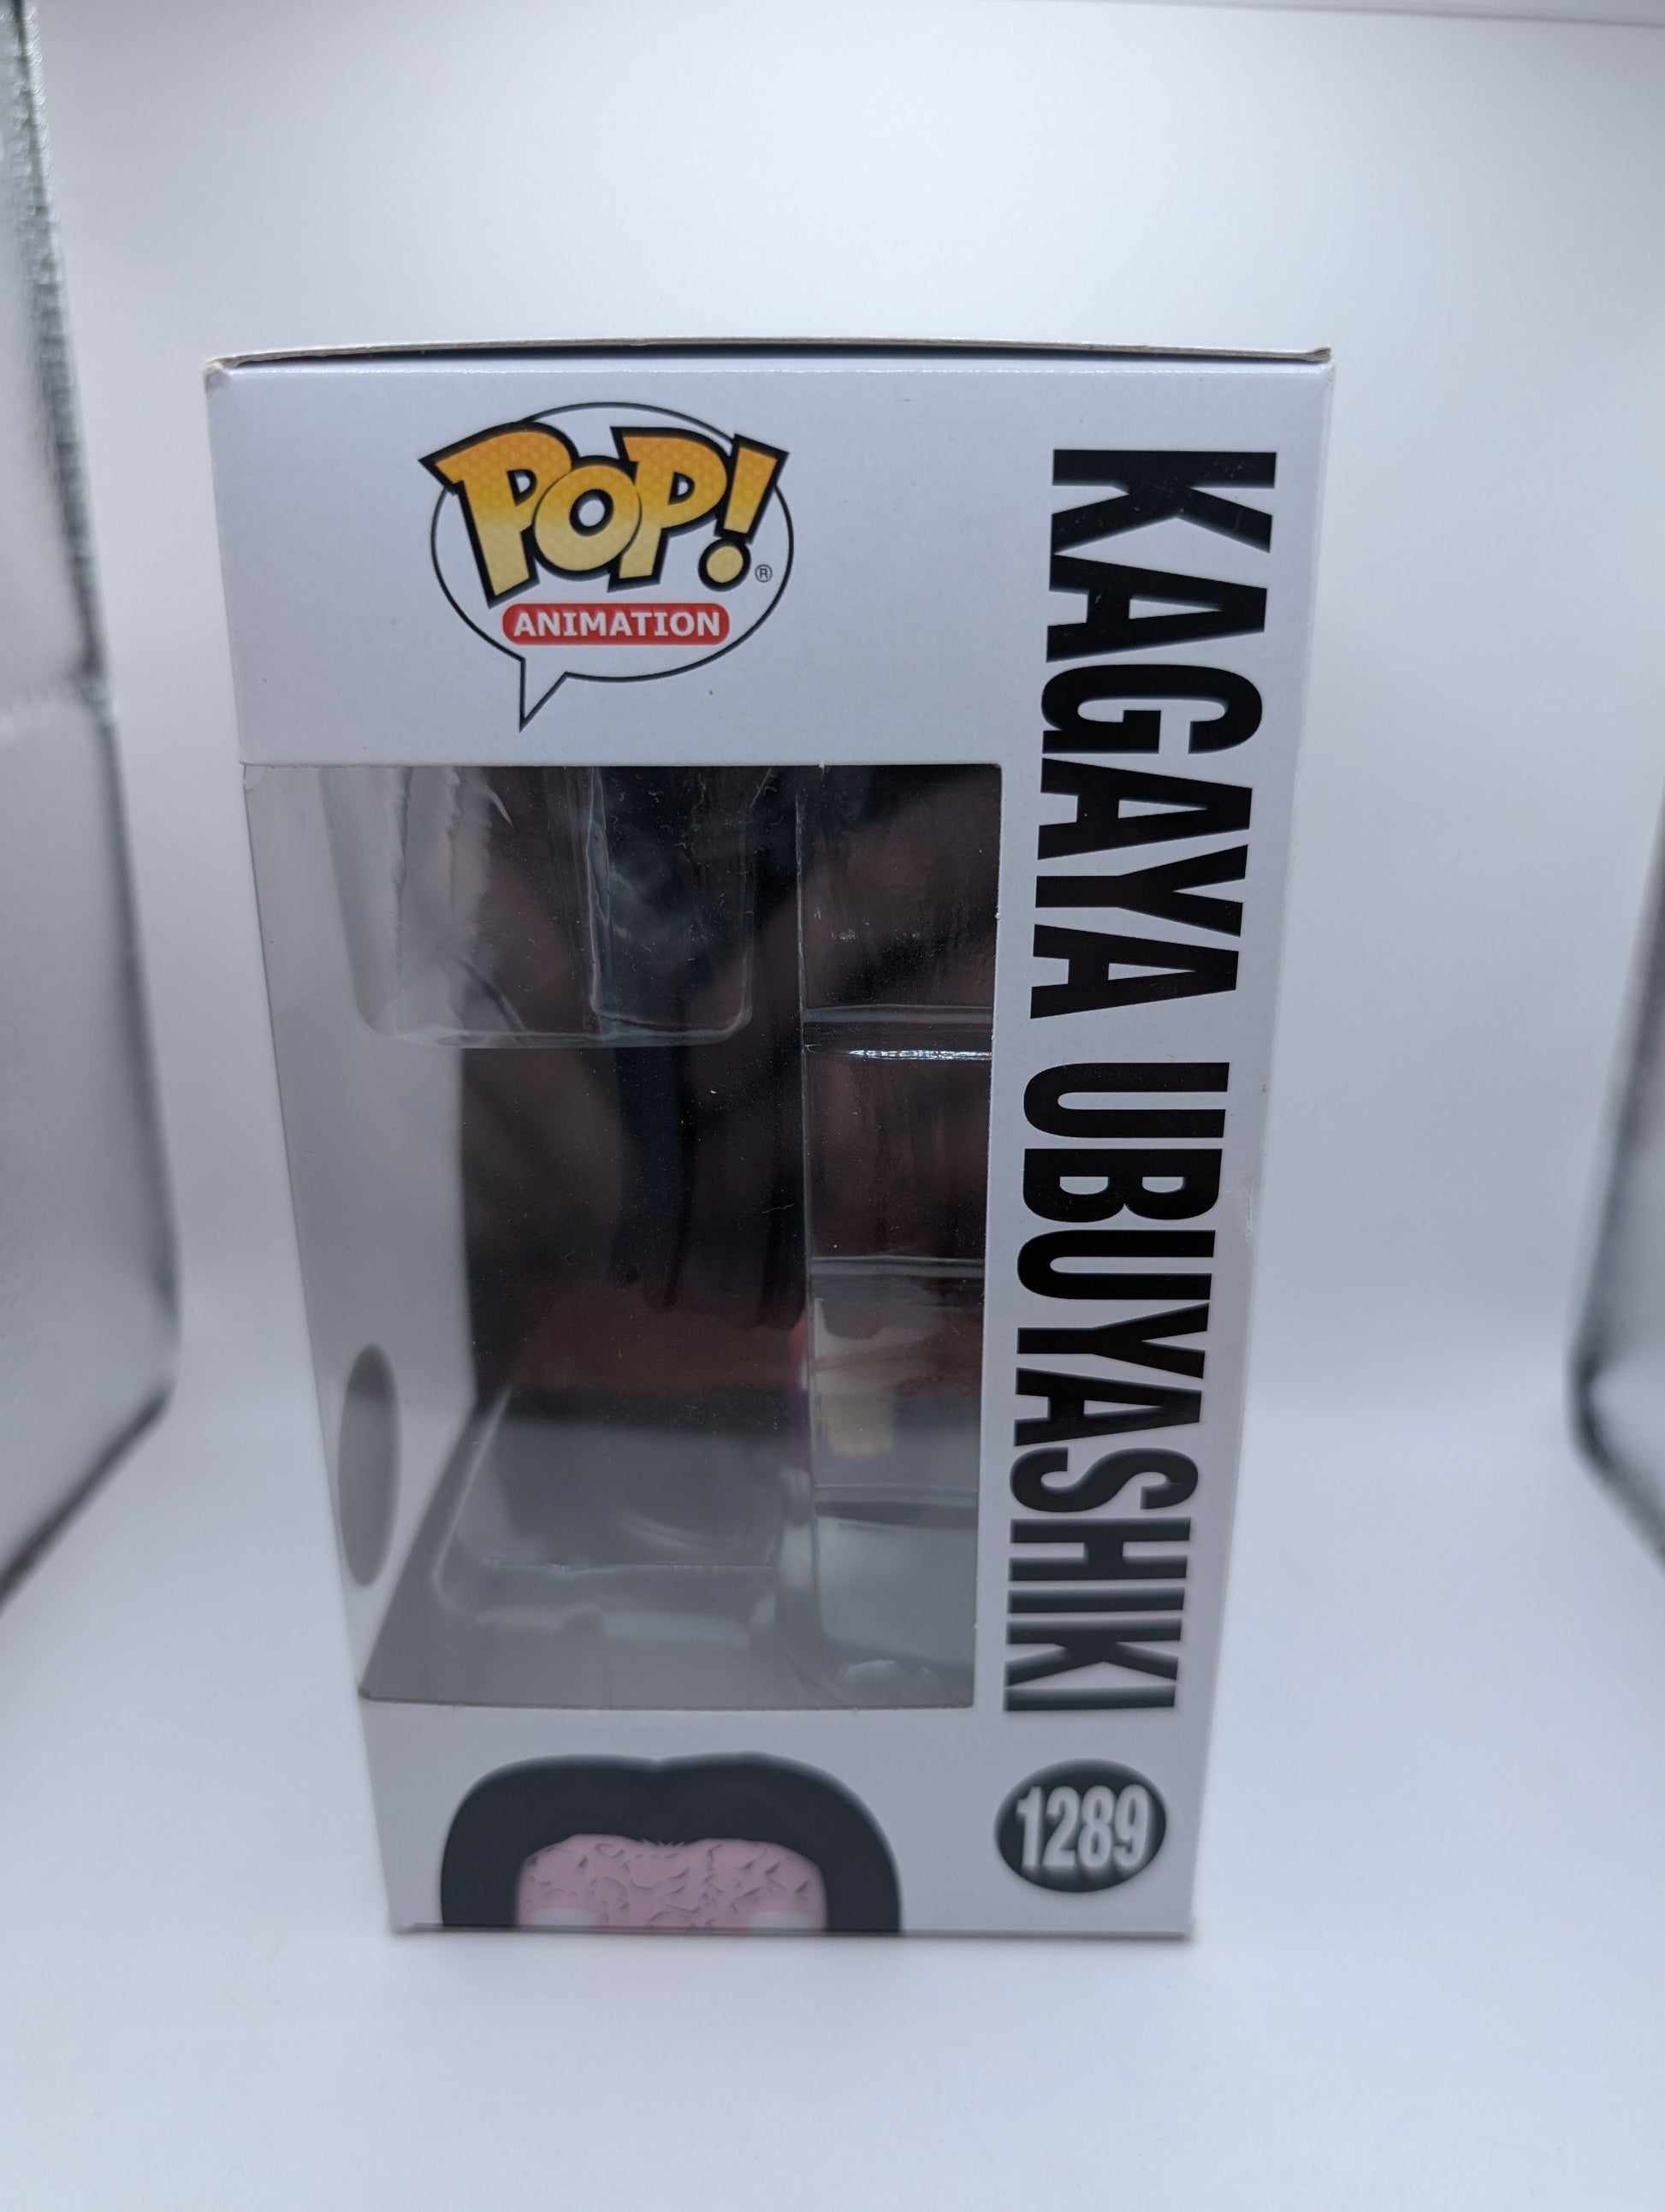 POP!
®
ANIMATION
KAGAYA UBUYASHIKI
1289